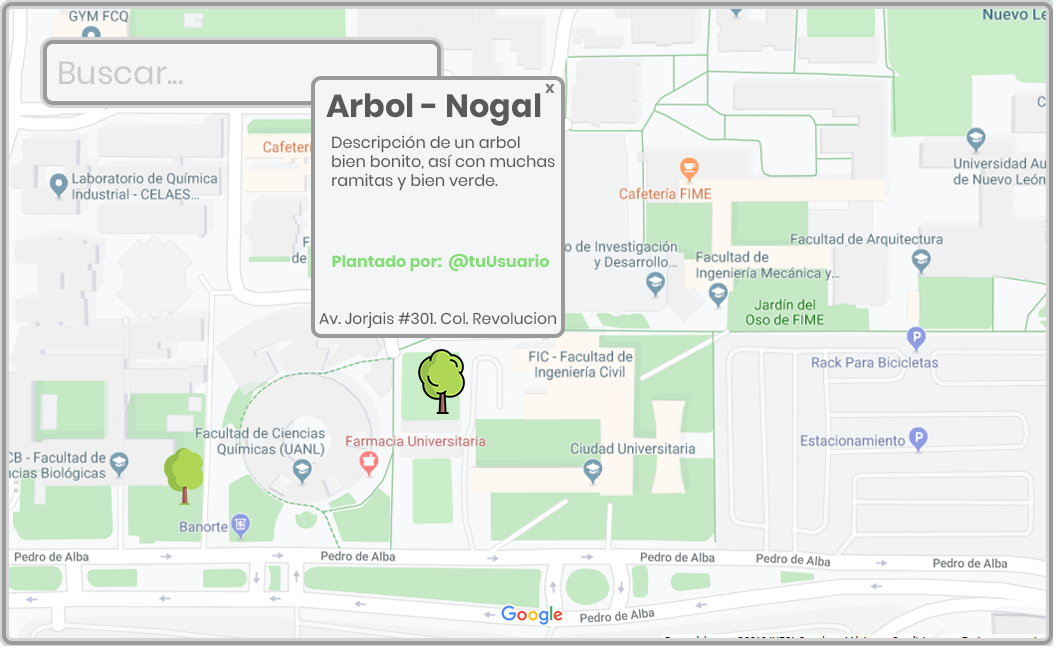 GYM FCQ
Nuevo Le
Buscar...
x
Arbol - Nogal
Descripción de un arbol
bien bonito, así con muchas
ramitas y bien verde.
Plantado por: @tuUsuario
Av. Jorjais #301. Col. Revolucion
Cafeter
Laboratorio de Química
Industrial - CELAES...
Cafetería FIME
Universidad Au
de Nuevo León
F
de
o de Investigación
y Desarrollo...
Facultad de Arquitectura
Facultad de
Ingeniería Mecánica y...
Jardín del
Oso de FIME
P
Rack Para Bicicletas
FIC - Facultad de
Ingeniería Civil
Facultad de Ciencias
Químicas (UANL)
Farmacia Universitaria
Ciudad Universitaria
Estacionamiento
P
CB - Facultad de
ncias Biológicas
Banorte
Pedro de Alba
Pedro de Alba
Pedro de Alba
Pedro de Alba
Pedro de Alba
Google
Pedro de Alba